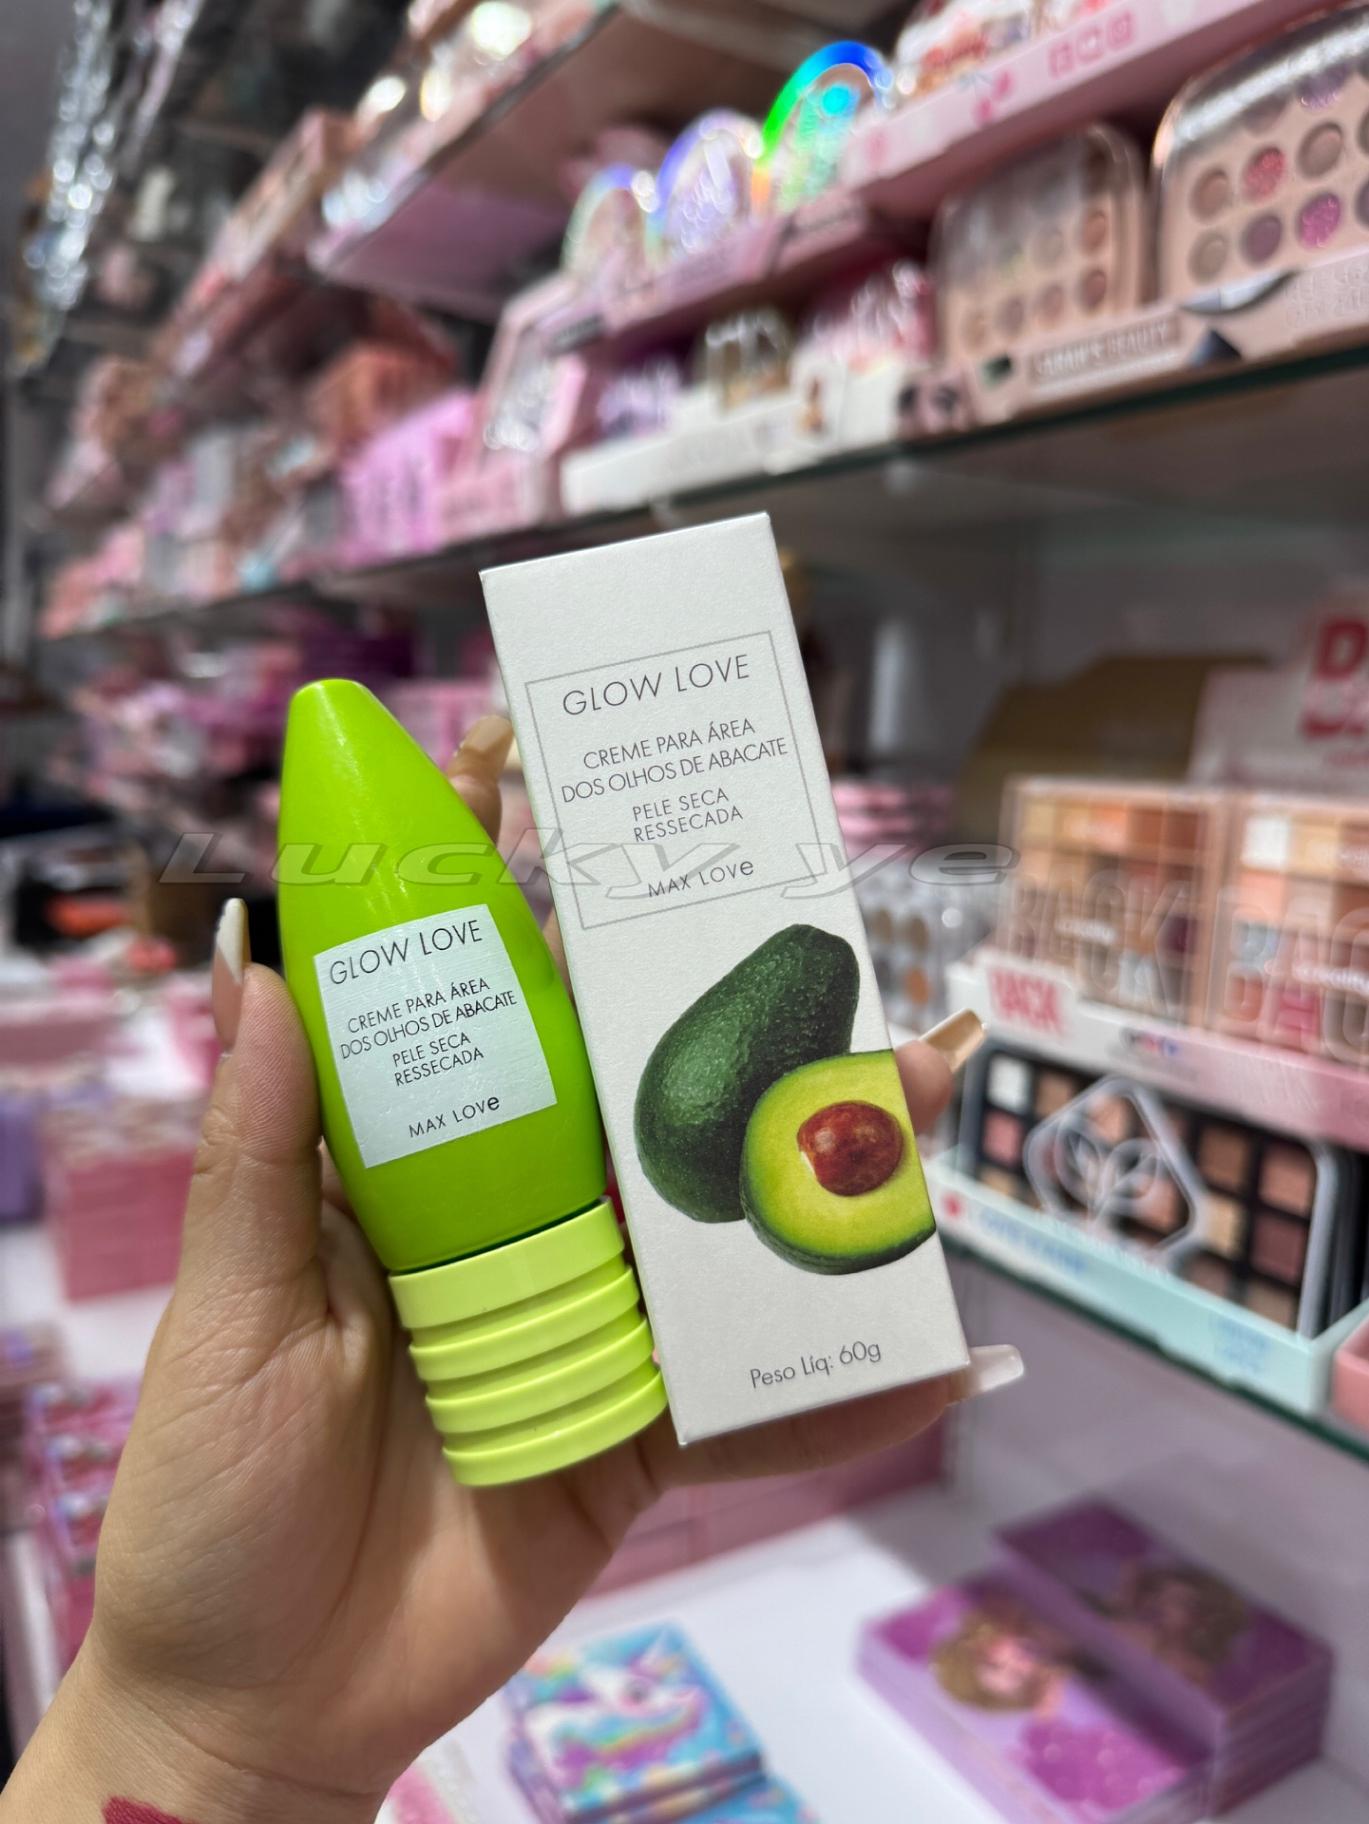 GLOW LOVE
CREME PARA ÁREA
DOS OLHOS DE ABACATE
PELE SECA
RESSECADA
MAX LOVe
Peso Líq: 60g
GLOW LOVE
CREME PARA ÁREA
DOS OLHOS DE ABACATE
PELE SECA
RESSECADA
MAX LOVe
Lucky ye